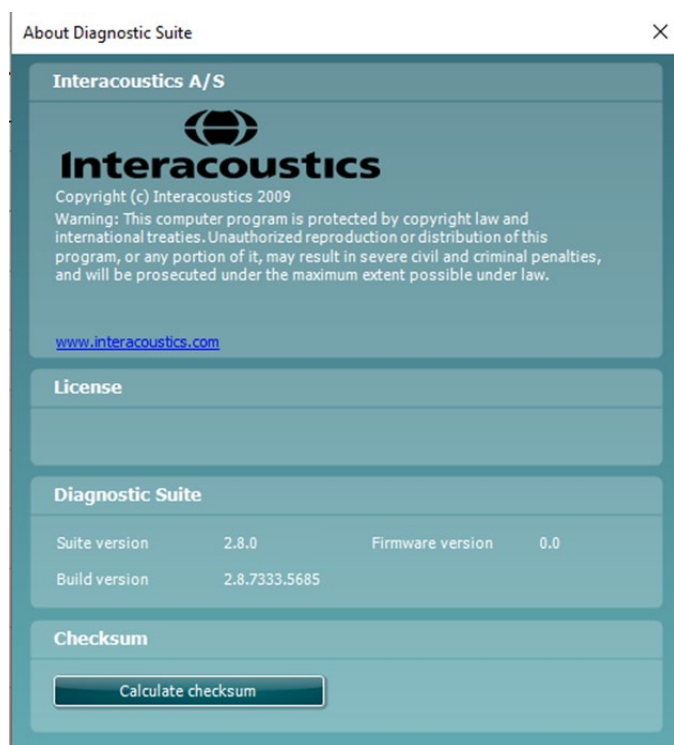 About Diagnostic Suite
Interacoustics A/S
Interacoustics
Copyright (c) Interacoustics 2009
Warning: This computer program is protected by copyright law and
international treaties. Unauthorized reproduction or distribution of this
program, or any portion of it, may result in severe civil and criminal penalties,
and will be prosecuted under the maximum extent possible under law.
www.interacoustics.com
License
Diagnostic Suite
Suite version 2.8.0 Firmware version 0.0
Build version 2.8.7333.5685
Checksum
Calculate checksum